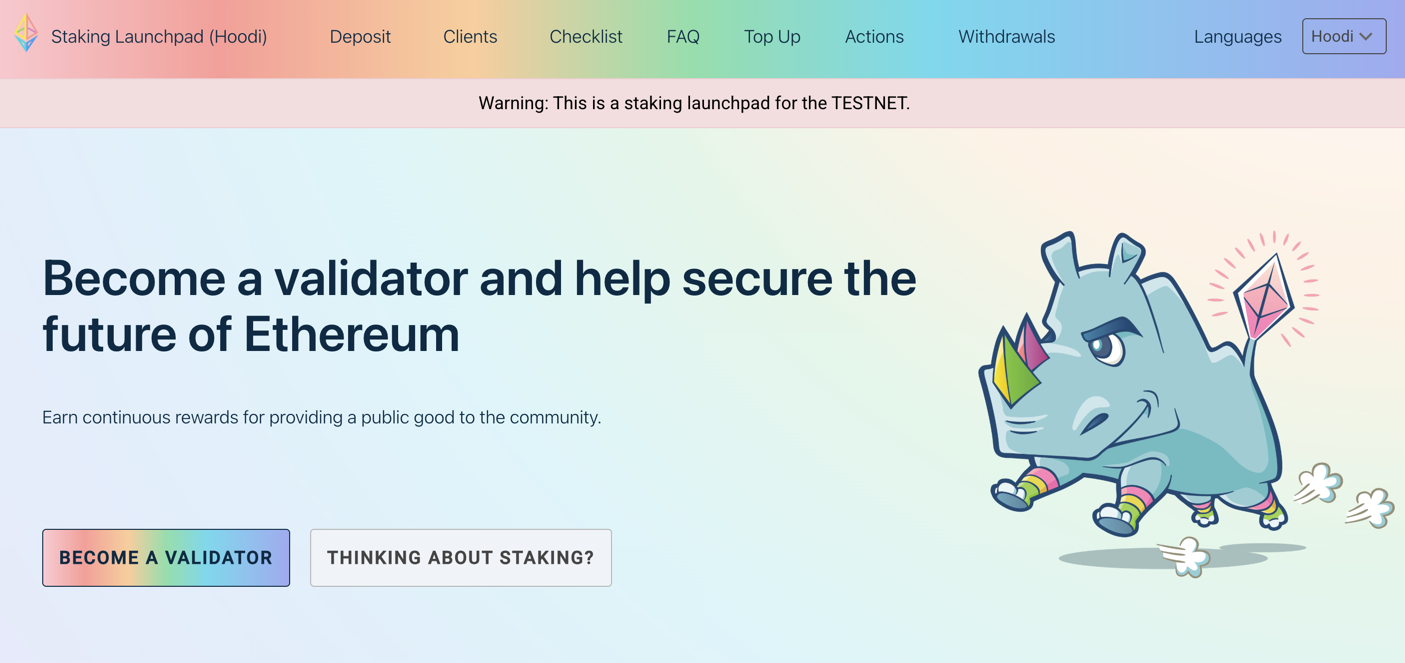 Staking Launchpad (Hoodi) Deposit Clients Checklist FAQ Top Up Actions Withdrawals Languages Hoodi
Warning: This is a staking launchpad for the TESTNET.
Become a validator and help secure the
future of Ethereum
Earn continuous rewards for providing a public good to the community.
BECOME A VALIDATOR THINKING ABOUT STAKING?